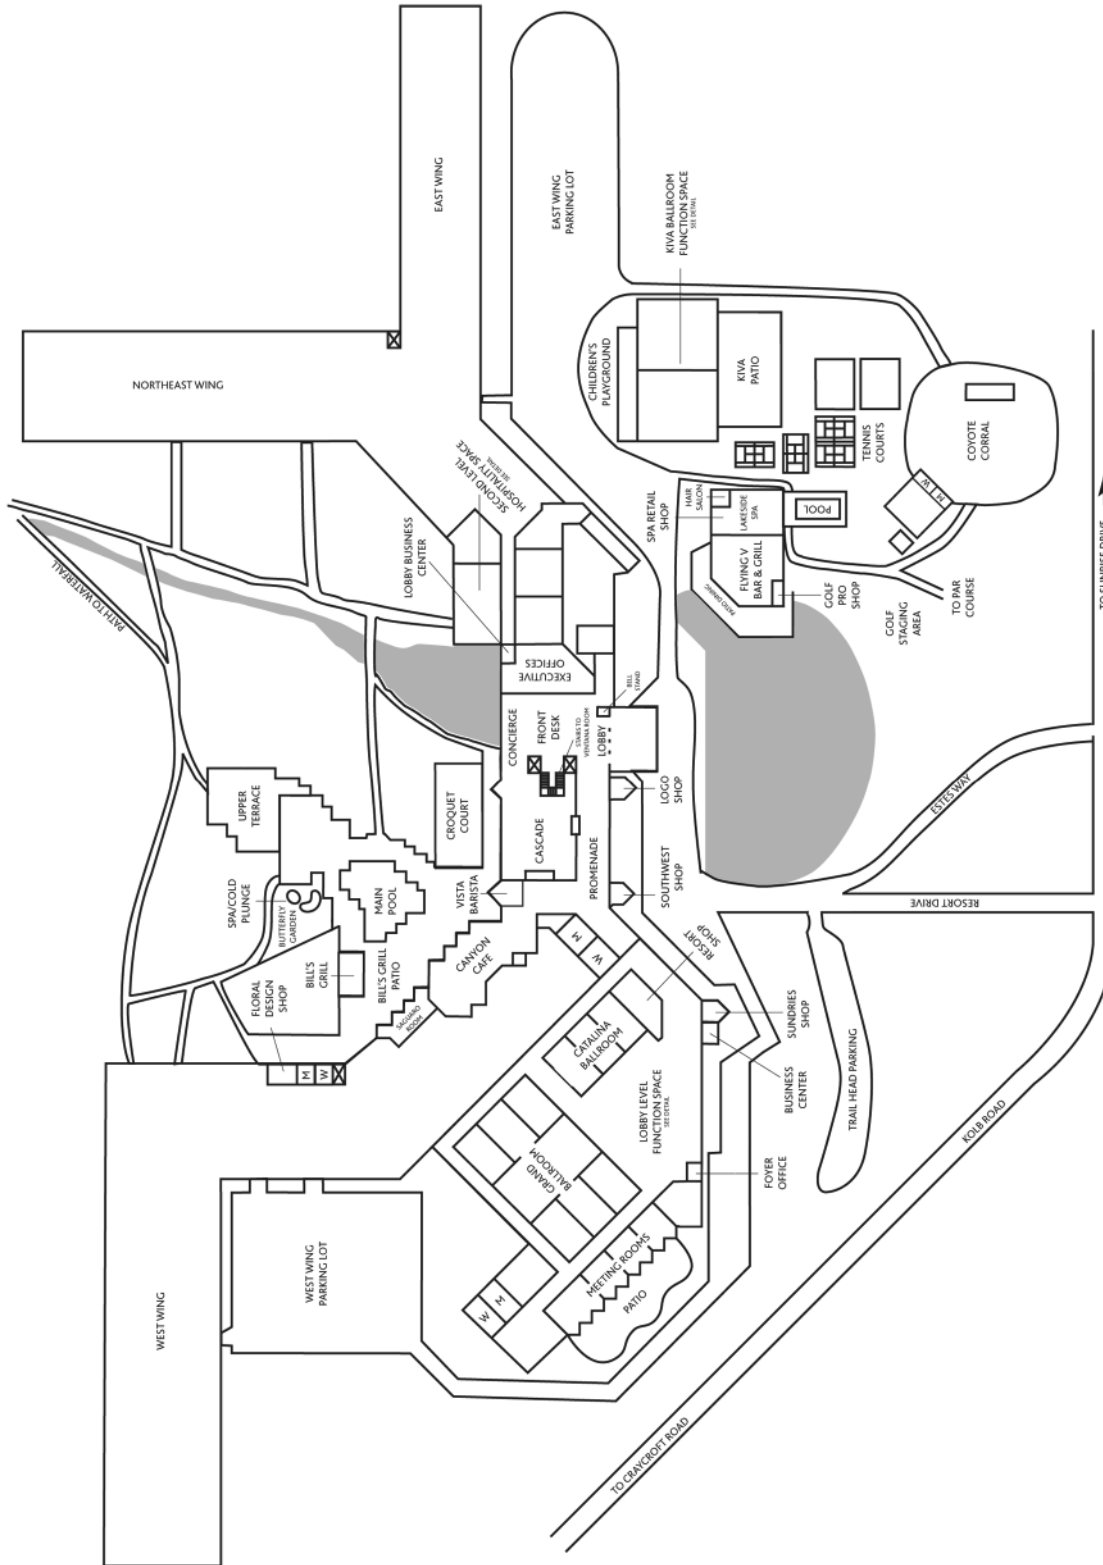 EAST WING
EAST WING
PARKING LOT
KIVA BALLROOM
FUNCTION SPACE
SEE DETAIL
NORTHEAST WING
CHILDREN'S
PLAYGROUND
KIVA
PATIO
TENNIS
COURTS
COYOTE
CORRAL
M
W
SECOND LEVEL
HOSPITALITY SPACE
SEE DETAIL
LOBBY BUSINESS
CENTER
SPA RETAIL
SHOP
HAIR
SALON
LAKESIDE
SPA
POOL
FLYING V
BAR & GRILL
PATIO DINING
GOLF
PRO
SHOP
GOLF
STAGING
AREA
TO PAR
COURSE
TO SUNRISE DRIVE
PATH TO WATERFALL
EXECUTIVE
OFFICES
CONCIERGE
FRONT
DESK
STAIRS TO
VENTANA ROOM
BELL
STAND
LOBBY
LOGO
SHOP
ESTES WAY
UPPER
TERRACE
CROQUET
COURT
CASCADE
PROMENADE
SOUTHWEST
SHOP
RESORT DRIVE
SPA/COLD
PLUNGE
BUTTERFLY
GARDEN
MAIN
POOL
VISTA
BARISTA
FLORAL
DESIGN
SHOP
BILL'S
GRILL
BILL'S GRILL
PATIO
CANYON
CAFE
SAGUARO
ROOM
M
W
RESORT
SHOP
M
W
CATALINA
BALLROOM
SUNDRIES
SHOP
BUSINESS
CENTER
TRAIL HEAD PARKING
KOLB ROAD
LOBBY LEVEL
FUNCTION SPACE
SEE DETAIL
GRAND
BALLROOM
FOYER
OFFICE
MEETING ROOMS
PATIO
W
M
WEST WING
PARKING LOT
WEST WING
TO CRAYCROFT ROAD